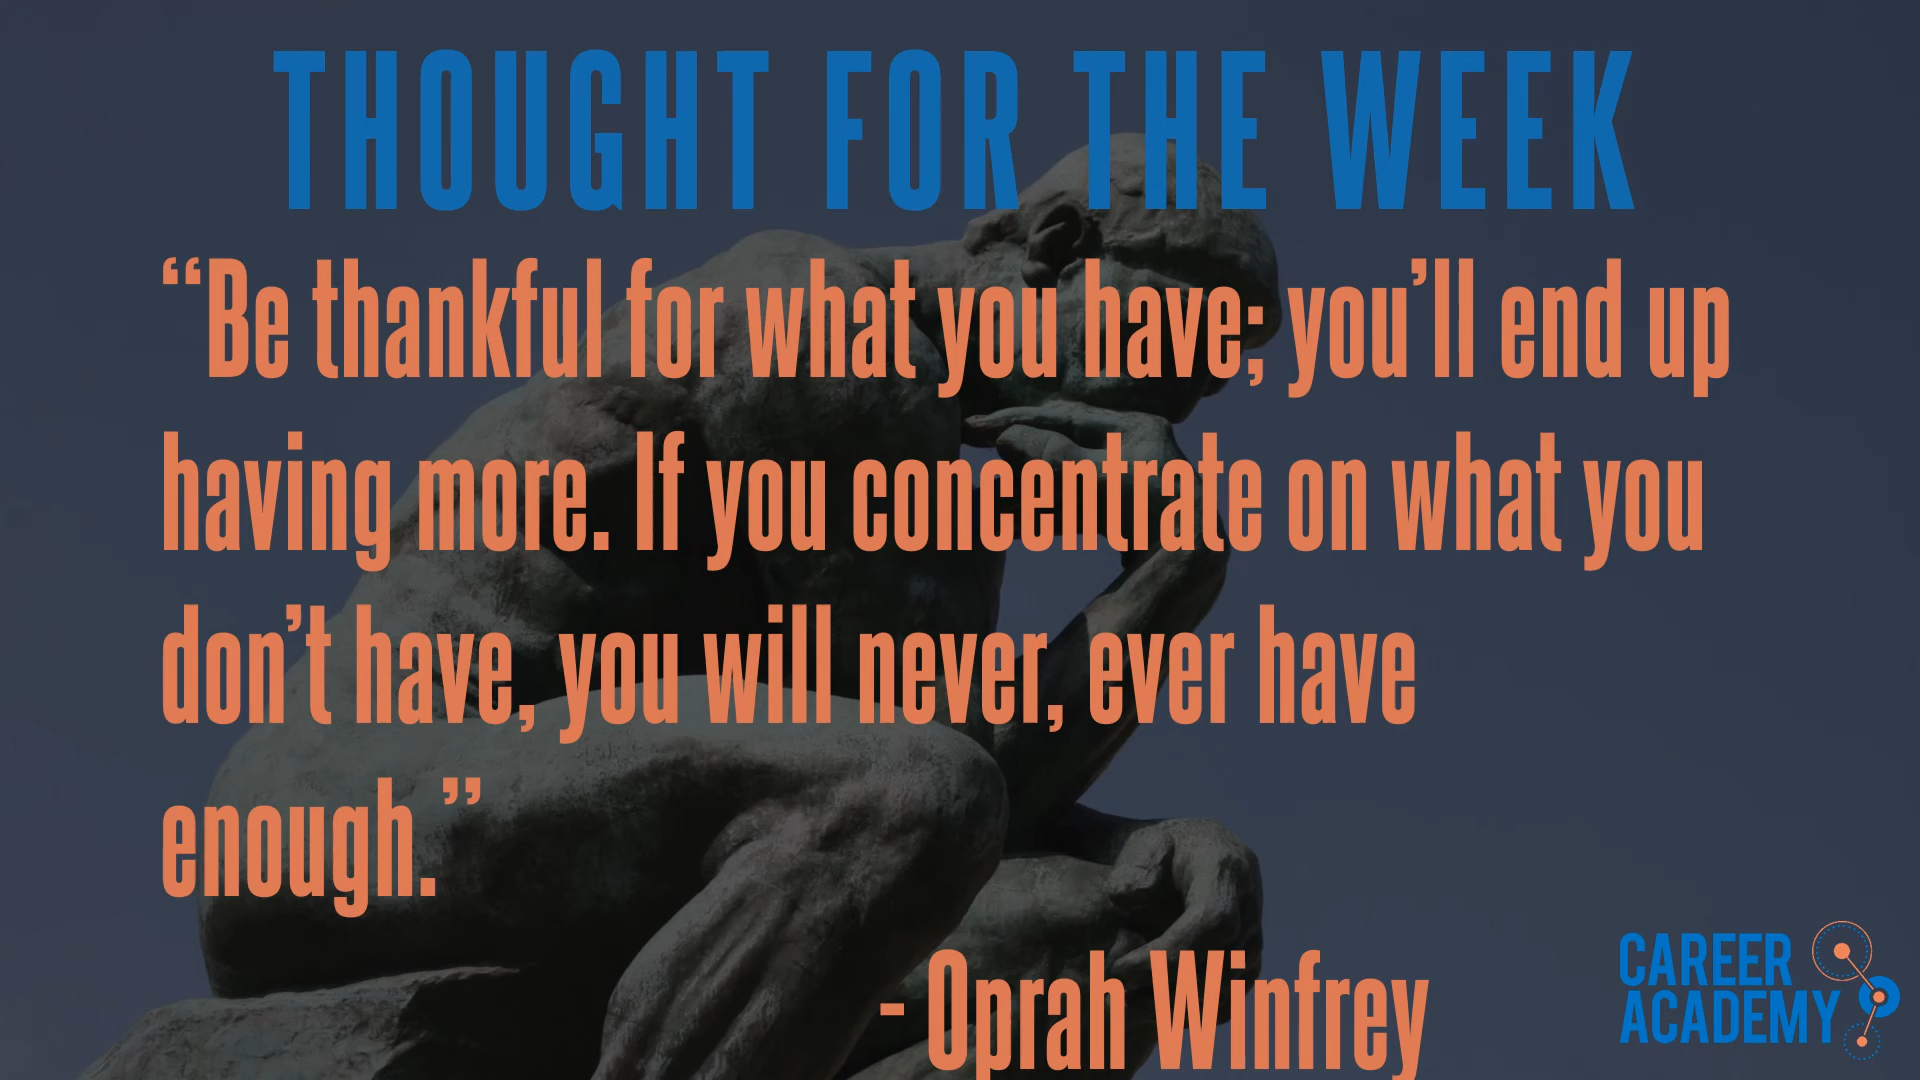 THOUGHT FOR THE WEEK
“Be thankful for what you have; you’ll end up
having more. If you concentrate on what you
don’t have, you will never, ever have
enough.”
- Oprah Winfrey
CAREER
ACADEMY